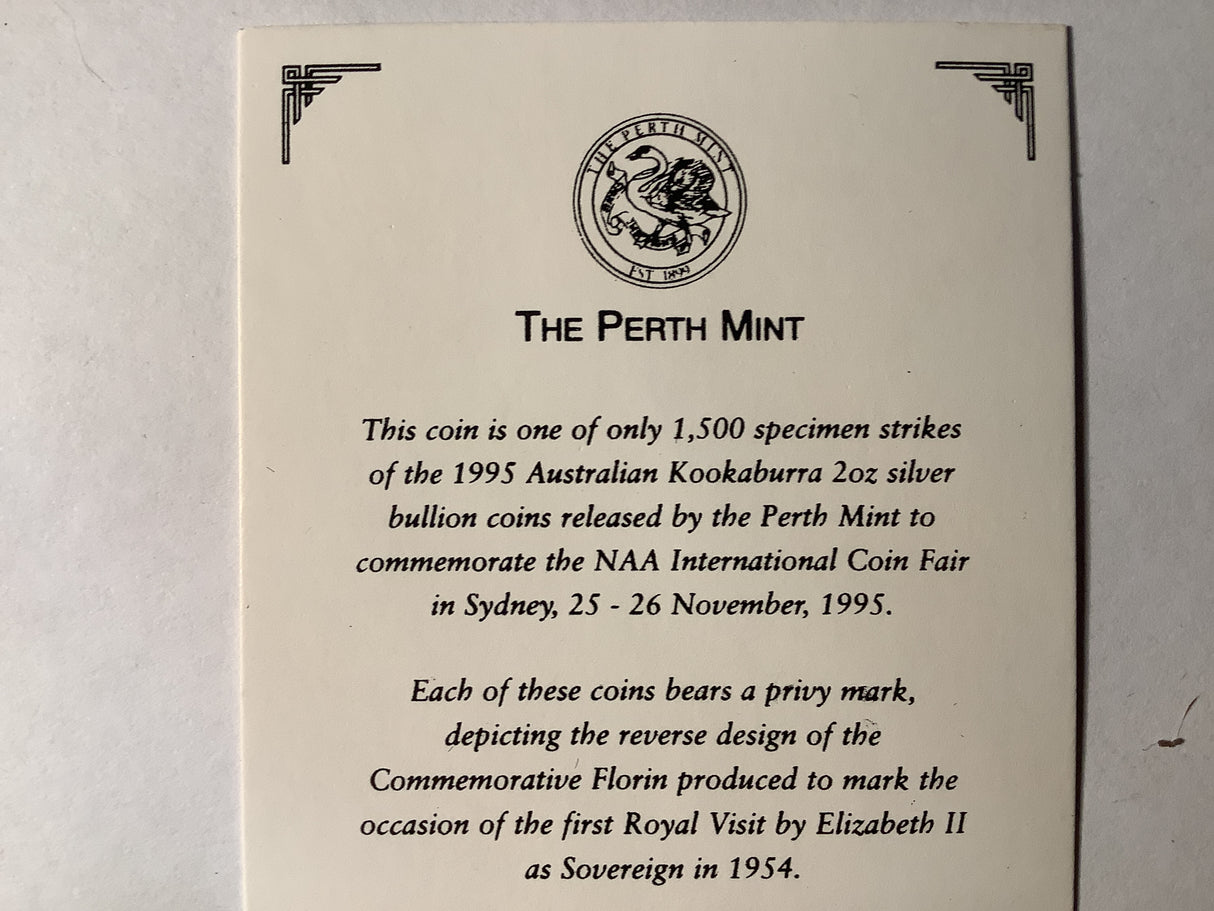 THE PERTH MINT
EST 1899
THE PERTH MINT
This coin is one of only 1,500 specimen strikes
of the 1995 Australian Kookaburra 2oz silver
bullion coins released by the Perth Mint to
commemorate the NAA International Coin Fair
in Sydney, 25 - 26 November, 1995.
Each of these coins bears a privy mark,
depicting the reverse design of the
Commemorative Florin produced to mark the
occasion of the first Royal Visit by Elizabeth II
as Sovereign in 1954.